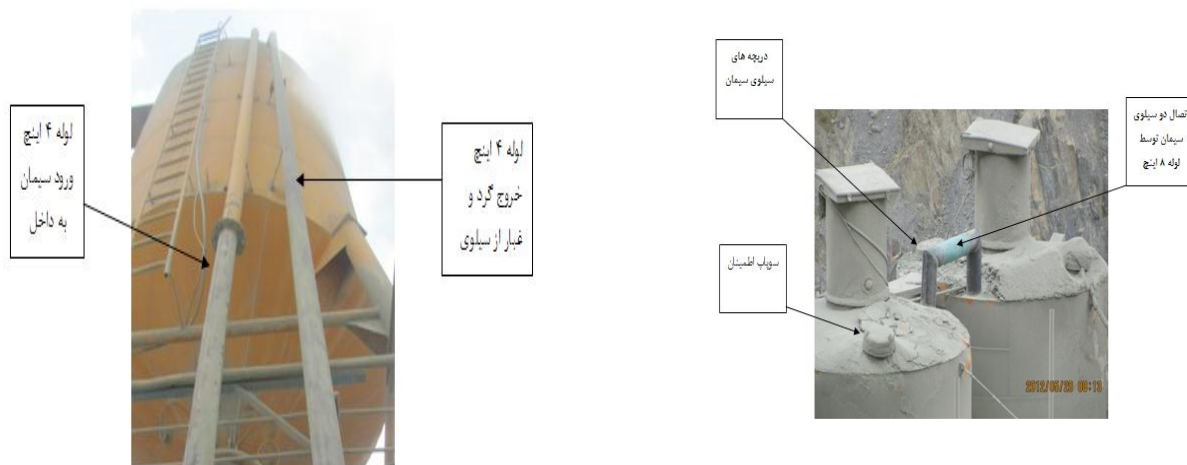 لوله ۴ اینچ
ورود سیمان
به داخل
لوله ۴ اینچ
خروج گرد و
غبار از سیلوی
دریچه های
سیلوی سیمان
سوپاپ اطمینان
تصال دو سیلوی
سیمان توسط
لوله ۸ اینچ
2012/05/20 08:13